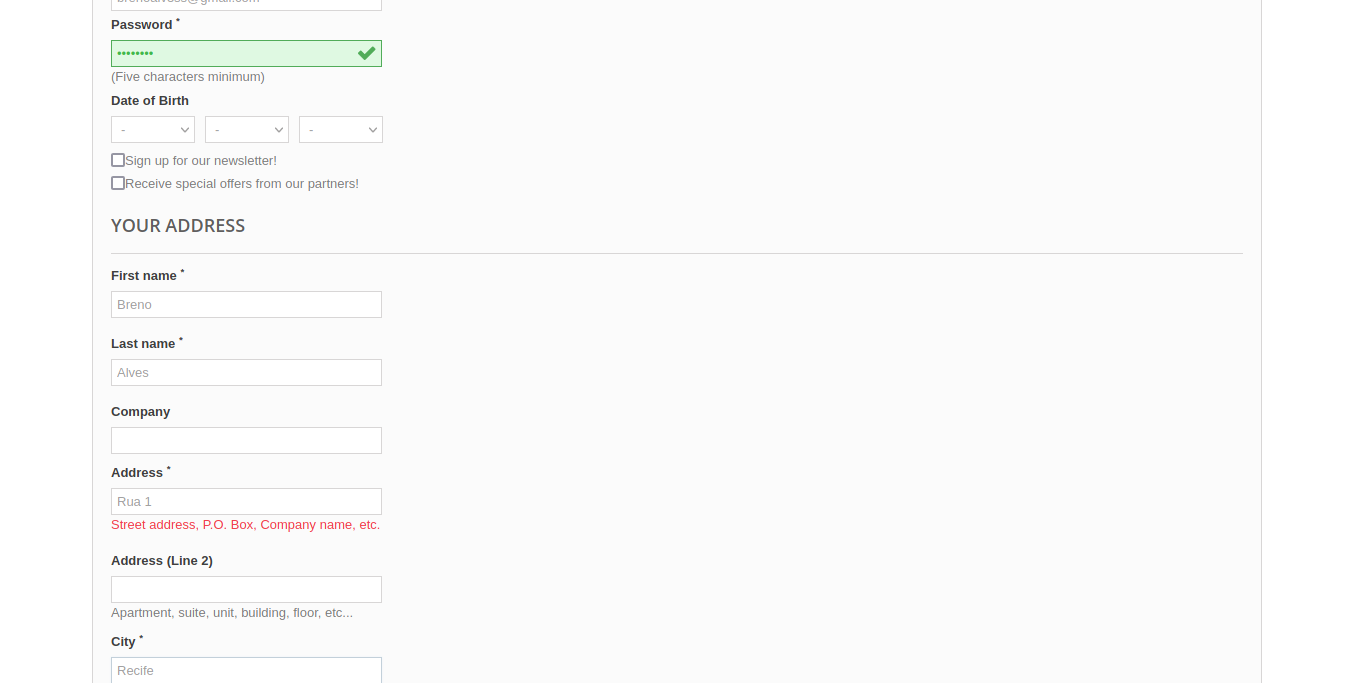 Password *
••••••••
(Five characters minimum)
Date of Birth
- - -
Sign up for our newsletter!
Receive special offers from our partners!
YOUR ADDRESS
First name *
Breno
Last name *
Alves
Company
Address *
Rua 1
Street address, P.O. Box, Company name, etc.
Address (Line 2)
Apartment, suite, unit, building, floor, etc...
City *
Recife